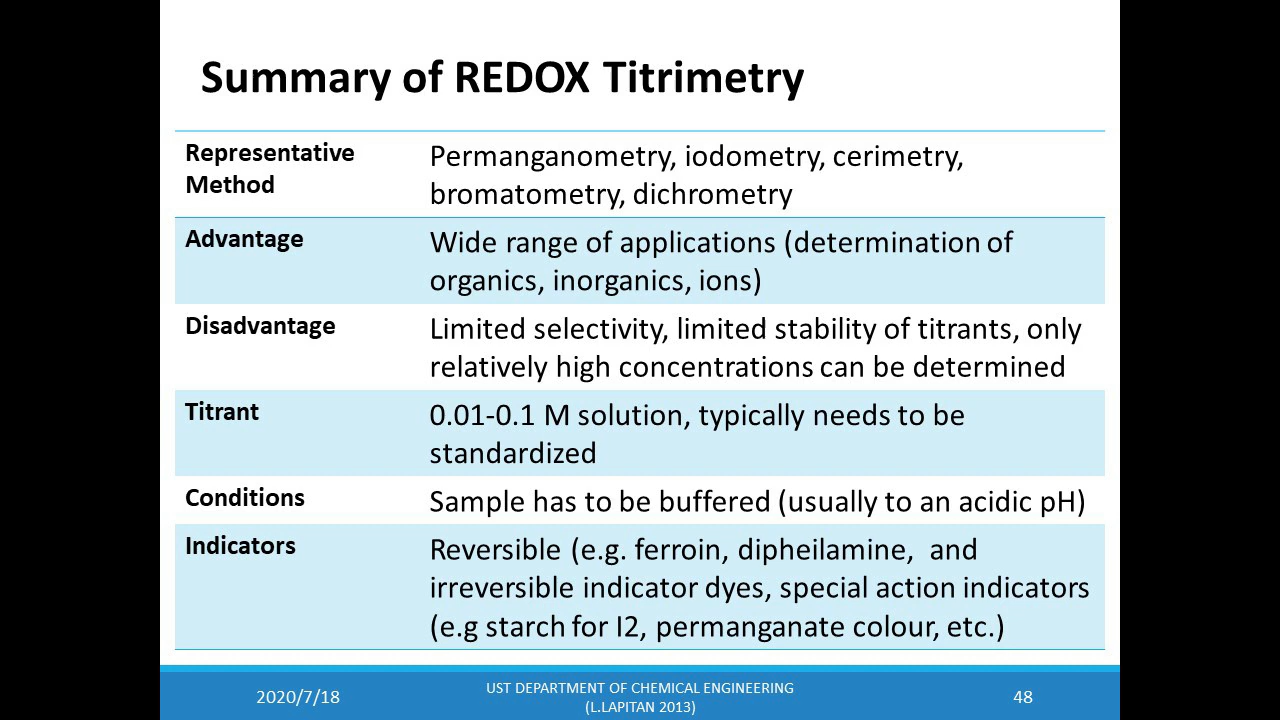 Summary of REDOX Titrimetry
Representative
Method
Permanganometry, iodometry, cerimetry,
bromatometry, dichrometry
Advantage
Wide range of applications (determination of
organics, inorganics, ions)
Disadvantage
Limited selectivity, limited stability of titrants, only
relatively high concentrations can be determined
Titrant
0.01-0.1 M solution, typically needs to be
standardized
Conditions
Sample has to be buffered (usually to an acidic pH)
Indicators
Reversible (e.g. ferroin, dipheilamine,  and
irreversible indicator dyes, special action indicators
(e.g starch for I2, permanganate colour, etc.)
2020/7/18
UST DEPARTMENT OF CHEMICAL ENGINEERING
(L.LAPITAN 2013)
48